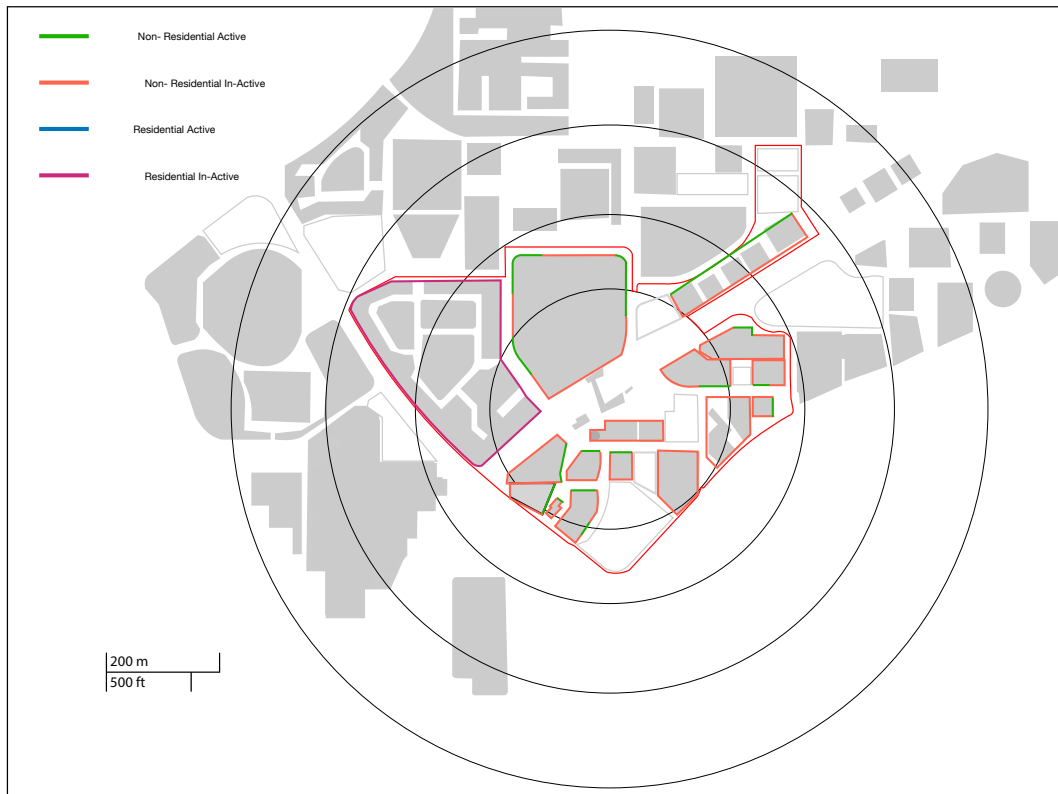 Non- Residential Active
Non- Residential In-Active
Residential Active
Residential In-Active
200 m
500 ft